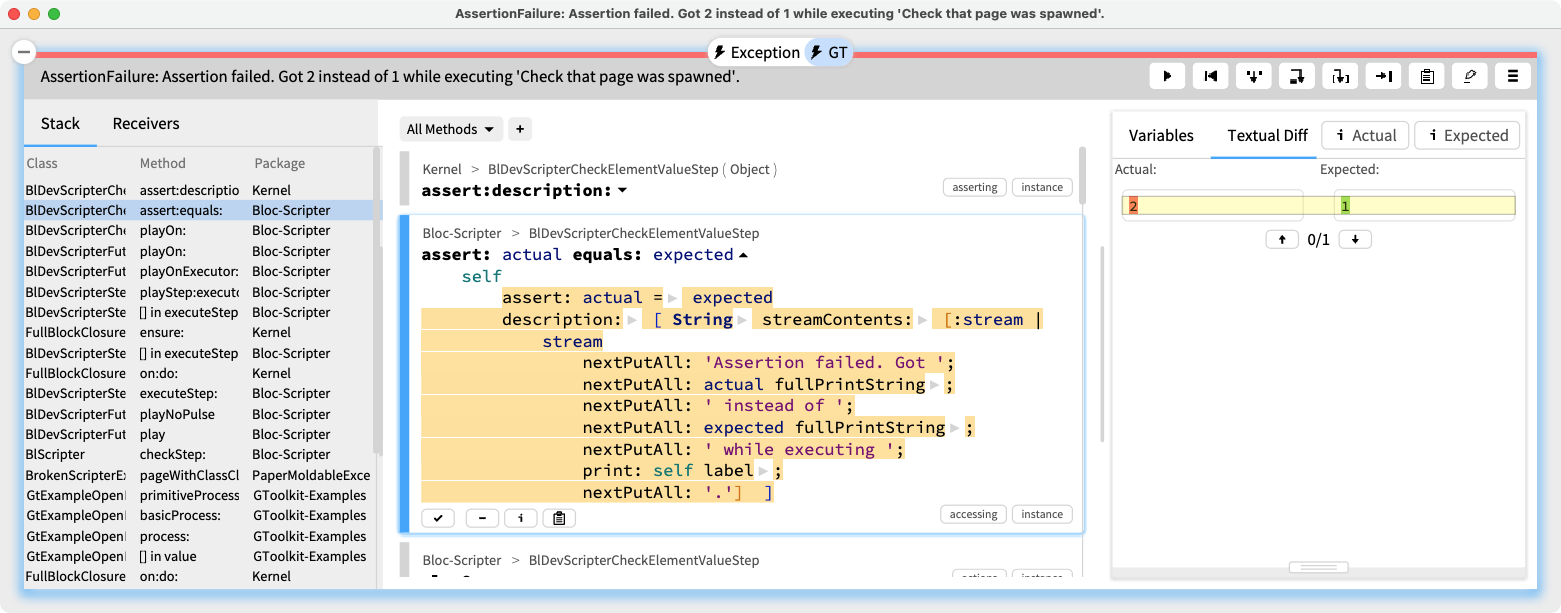 AssertionFailure: Assertion failed. Got 2 instead of 1 while executing 'Check that page was spawned'.
Exception GT
AssertionFailure: Assertion failed. Got 2 instead of 1 while executing 'Check that page was spawned'.
Stack Receivers
Class Method Package
BlDevScripterChe assert:descriptio Kernel
BlDevScripterChe assert:equals: Bloc-Scripter
BlDevScripterChe playOn: Bloc-Scripter
BlDevScripterFut playOn: Bloc-Scripter
BlDevScripterFut playOnExecutor: Bloc-Scripter
BlDevScripterSte playStep:executo Bloc-Scripter
BlDevScripterSte [] in executeStep Bloc-Scripter
FullBlockClosure ensure: Kernel
BlDevScripterSte [] in executeStep Bloc-Scripter
FullBlockClosure on:do: Kernel
BlDevScripterSte executeStep: Bloc-Scripter
BlDevScripterFut playNoPulse Bloc-Scripter
BlDevScripterFut play Bloc-Scripter
BlScripter checkStep: Bloc-Scripter
BrokenScripterEx pageWithClassCl PaperMoldableExce
GtExampleOpenI primitiveProcess GToolkit-Examples
GtExampleOpenI basicProcess: GToolkit-Examples
GtExampleOpenI process: GToolkit-Examples
GtExampleOpenI [] in value GToolkit-Examples
FullBlockClosure on:do: Kernel
All Methods +
Kernel > BlDevScripterCheckElementValueStep ( Object )
assert:description:
asserting instance
Bloc-Scripter > BlDevScripterCheckElementValueStep
assert: actual equals: expected
self
assert: actual = expected
description: [ String streamContents: [:stream |
stream
nextPutAll: 'Assertion failed. Got ';
nextPutAll: actual fullPrintString ;
nextPutAll: ' instead of ';
nextPutAll: expected fullPrintString ;
nextPutAll: ' while executing ';
print: self label ;
nextPutAll: '.'] ]
accessing instance
Bloc-Scripter > BlDevScripterCheckElementValueStep
Variables Textual Diff i Actual i Expected
Actual: Expected:
2 1
0/1